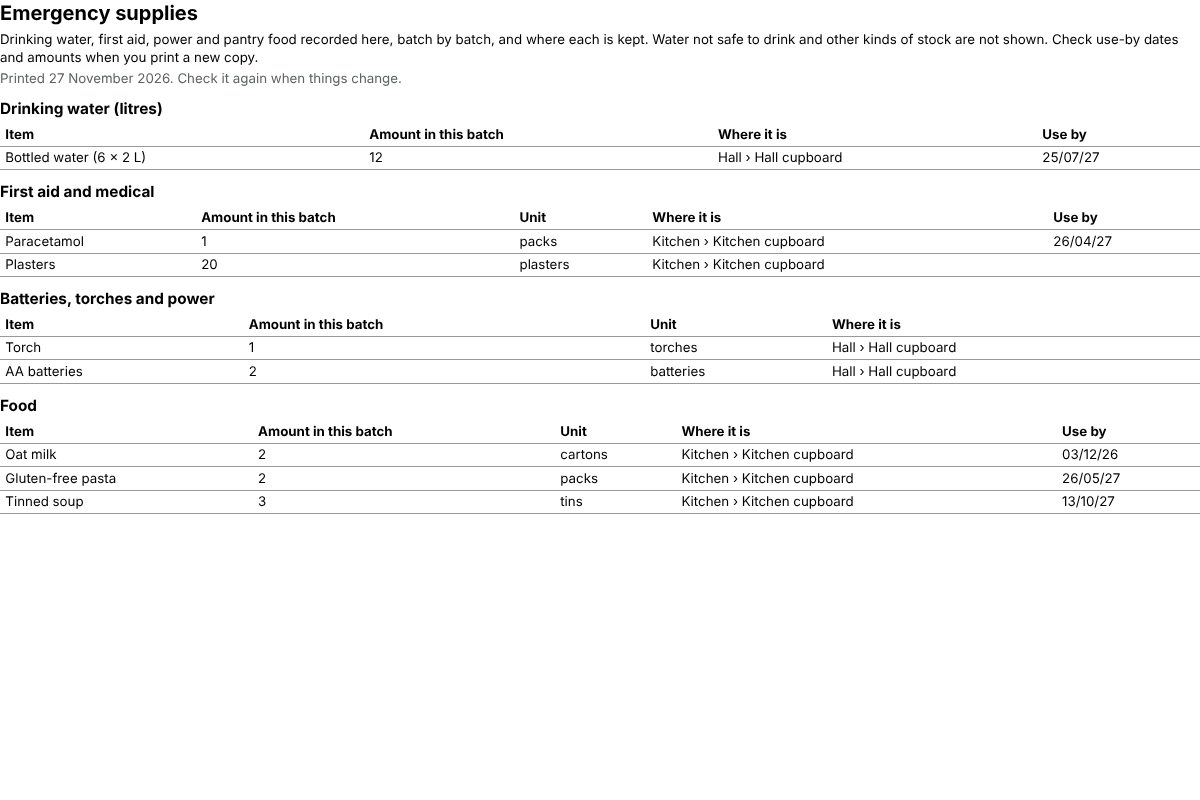 Emergency supplies
Drinking water, first aid, power and pantry food recorded here, batch by batch, and where each is kept. Water not safe to drink and other kinds of stock are not shown. Check use-by dates
and amounts when you print a new copy.
Printed 27 November 2026. Check it again when things change.
Drinking water (litres)
Item Amount in this batch Where it is Use by
Bottled water (6 × 2 L) 12 Hall › Hall cupboard 25/07/27
First aid and medical
Item Amount in this batch Unit Where it is Use by
Paracetamol 1 packs Kitchen › Kitchen cupboard 26/04/27
Plasters 20 plasters Kitchen › Kitchen cupboard
Batteries, torches and power
Item Amount in this batch Unit Where it is
Torch 1 torches Hall › Hall cupboard
AA batteries 2 batteries Hall › Hall cupboard
Food
Item Amount in this batch Unit Where it is Use by
Oat milk 2 cartons Kitchen › Kitchen cupboard 03/12/26
Gluten-free pasta 2 packs Kitchen › Kitchen cupboard 26/05/27
Tinned soup 3 tins Kitchen › Kitchen cupboard 13/10/27